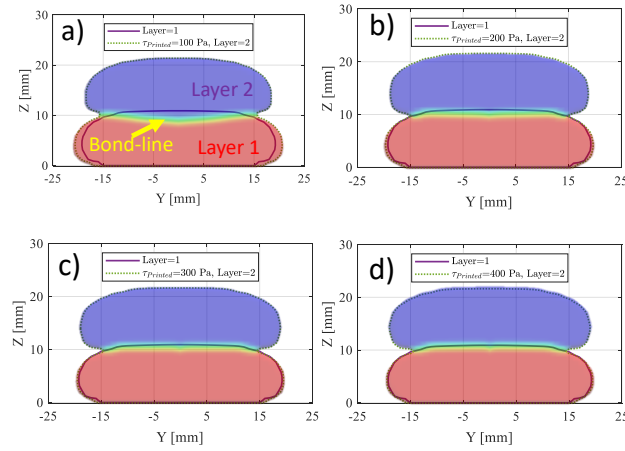 a)
Layer=1
τPrinted=100 Pa, Layer=2
Z [mm]
30
20
10
0
Layer 2
Bond-line
Layer 1
-25 -15 -5 5 15 25
Y [mm]
b)
Layer=1
τPrinted=200 Pa, Layer=2
Z [mm]
30
20
10
0
-25 -15 -5 5 15 25
Y [mm]
c)
Layer=1
τPrinted=300 Pa, Layer=2
Z [mm]
30
20
10
0
-25 -15 -5 5 15 25
Y [mm]
d)
Layer=1
τPrinted=400 Pa, Layer=2
Z [mm]
30
20
10
0
-25 -15 -5 5 15 25
Y [mm]